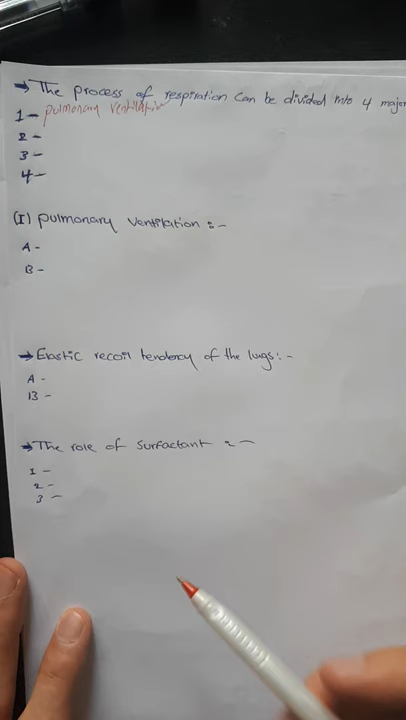 → The process of respiration can be divided into 4 major
1- pulmonary ventilation
2-
3-
4-
(I) pulmonary ventilation :-
A-
B-
→ Elastic recoil tendency of the lugs:-
A-
B-
→ The role of surfactant :-
1-
2-
3-